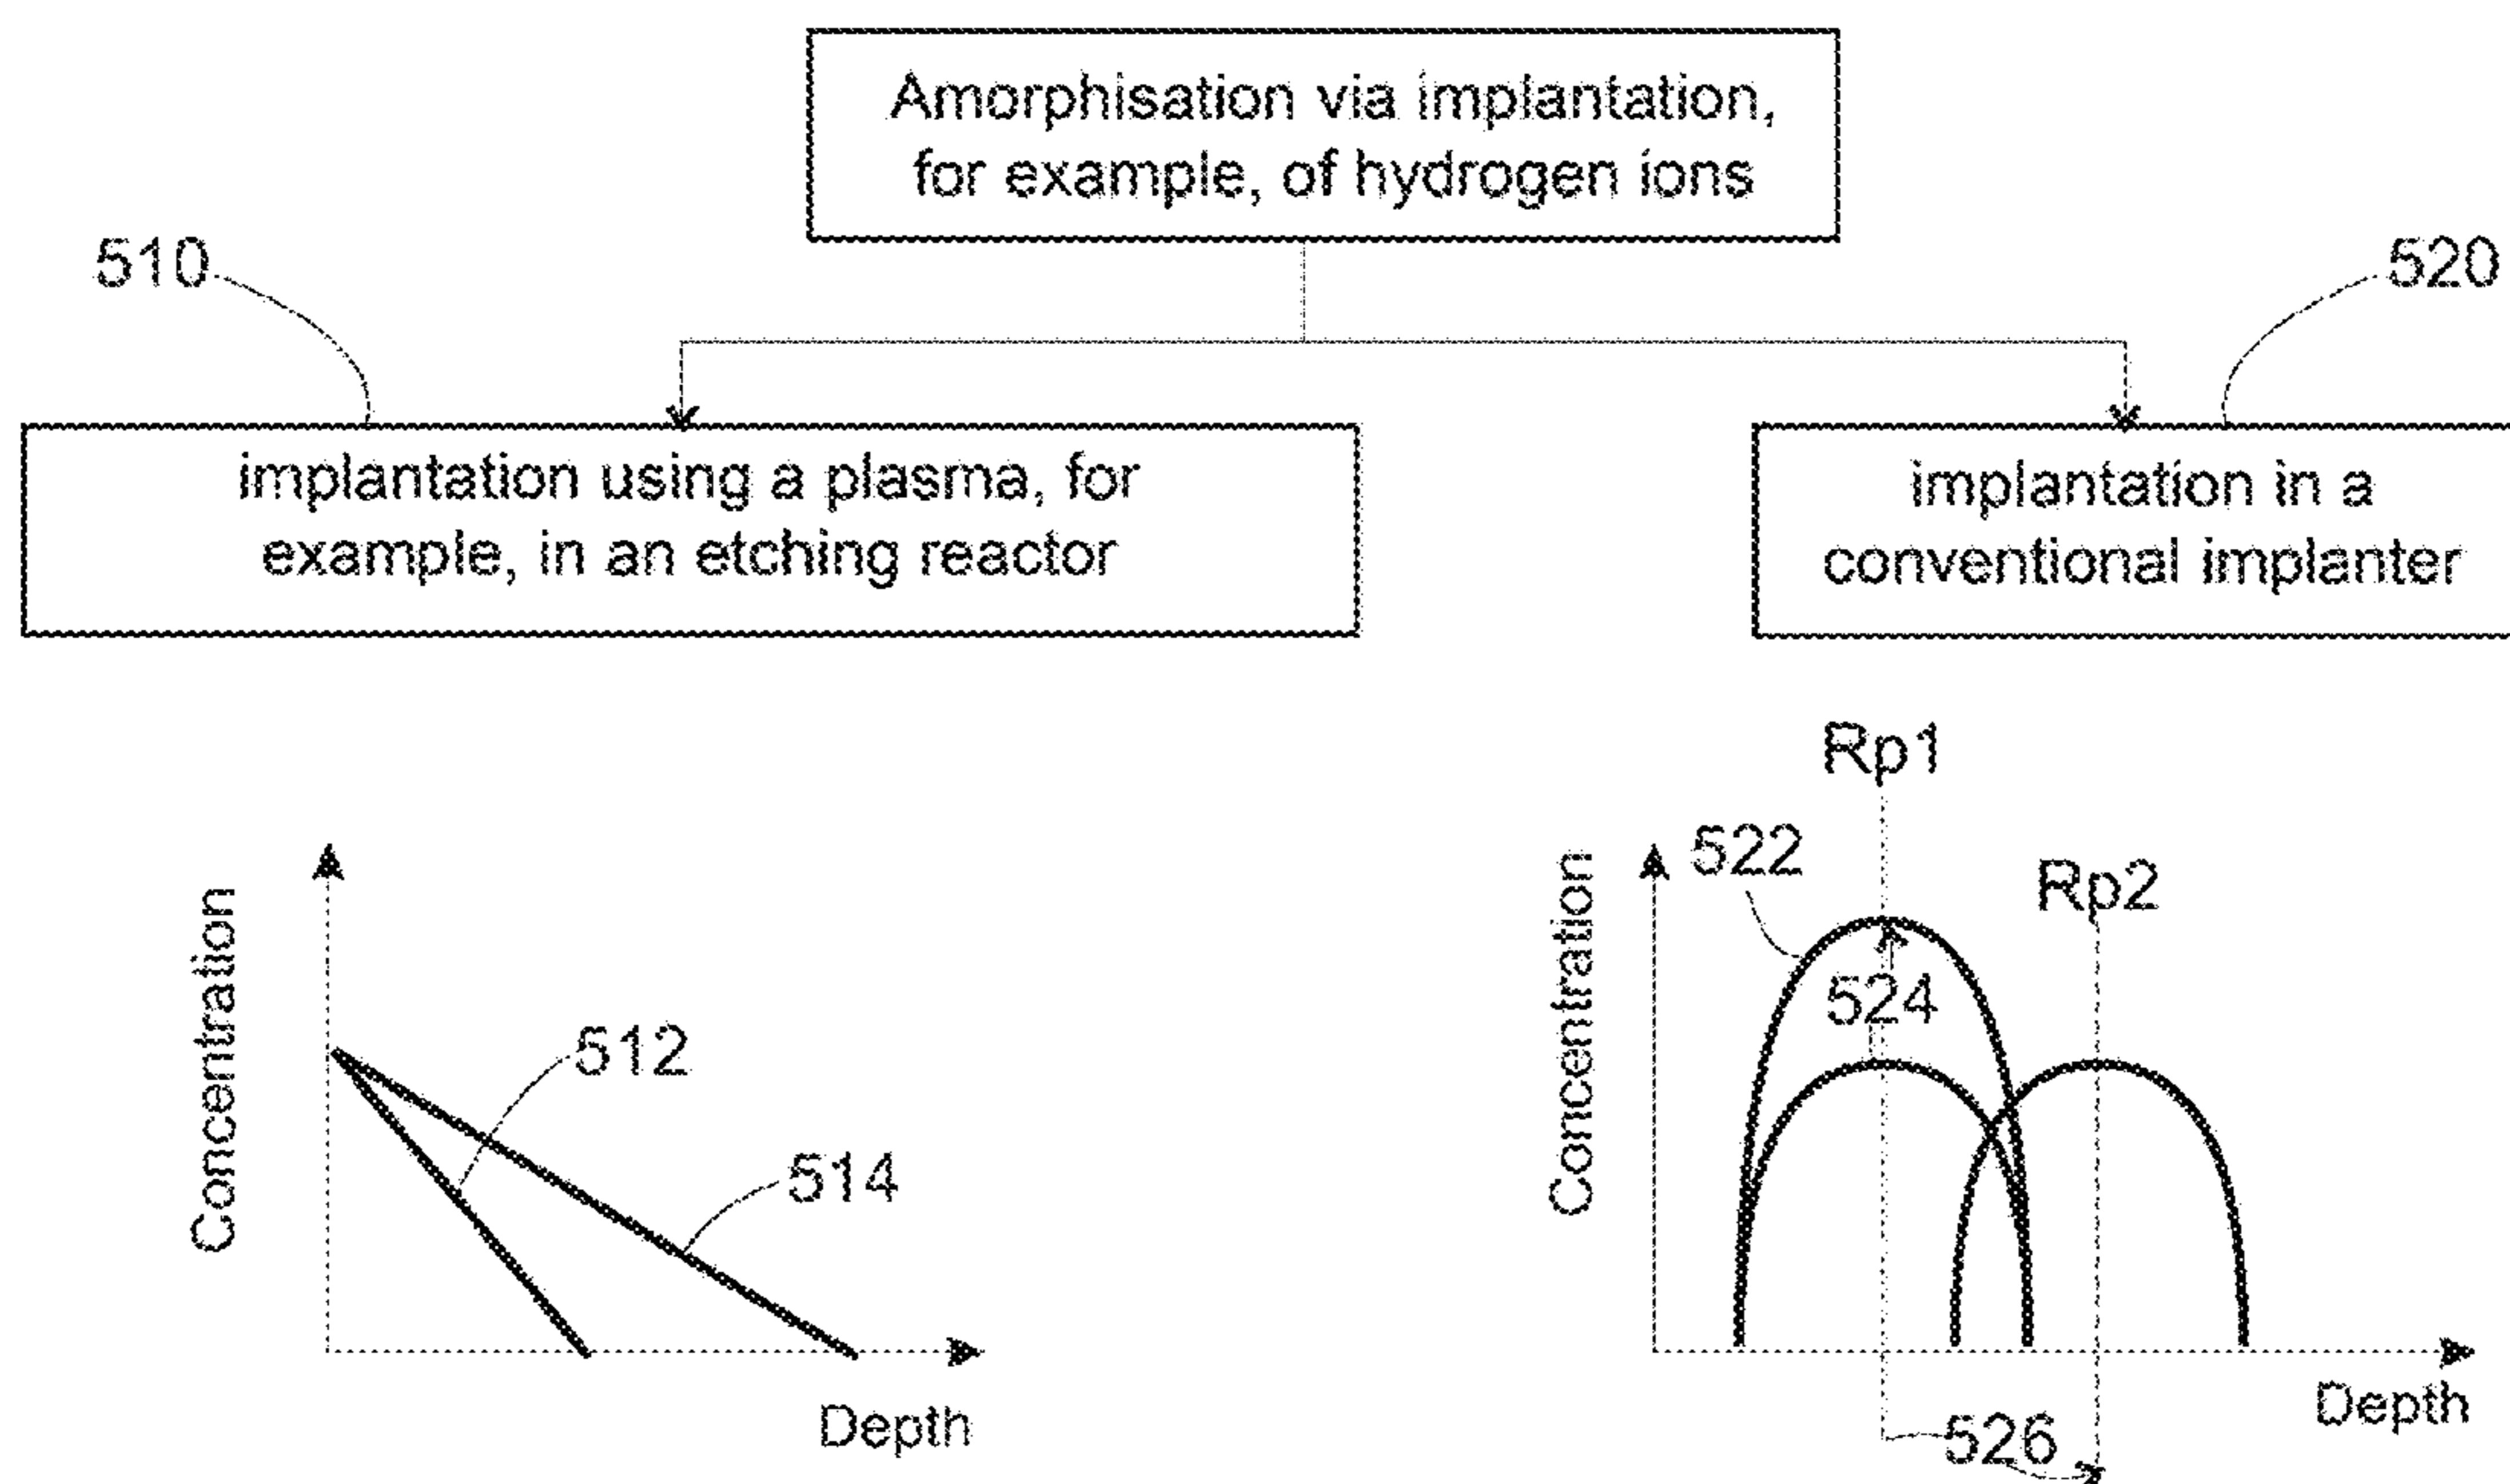 Amorphisation via implantation,
for example, of hydrogen ions
510
520
implantation using a plasma, for
example, in an etching reactor
implantation in a
conventional implanter
Concentration
512
514
Depth
Rp1
522
Rp2
Concentration
524
Depth
526